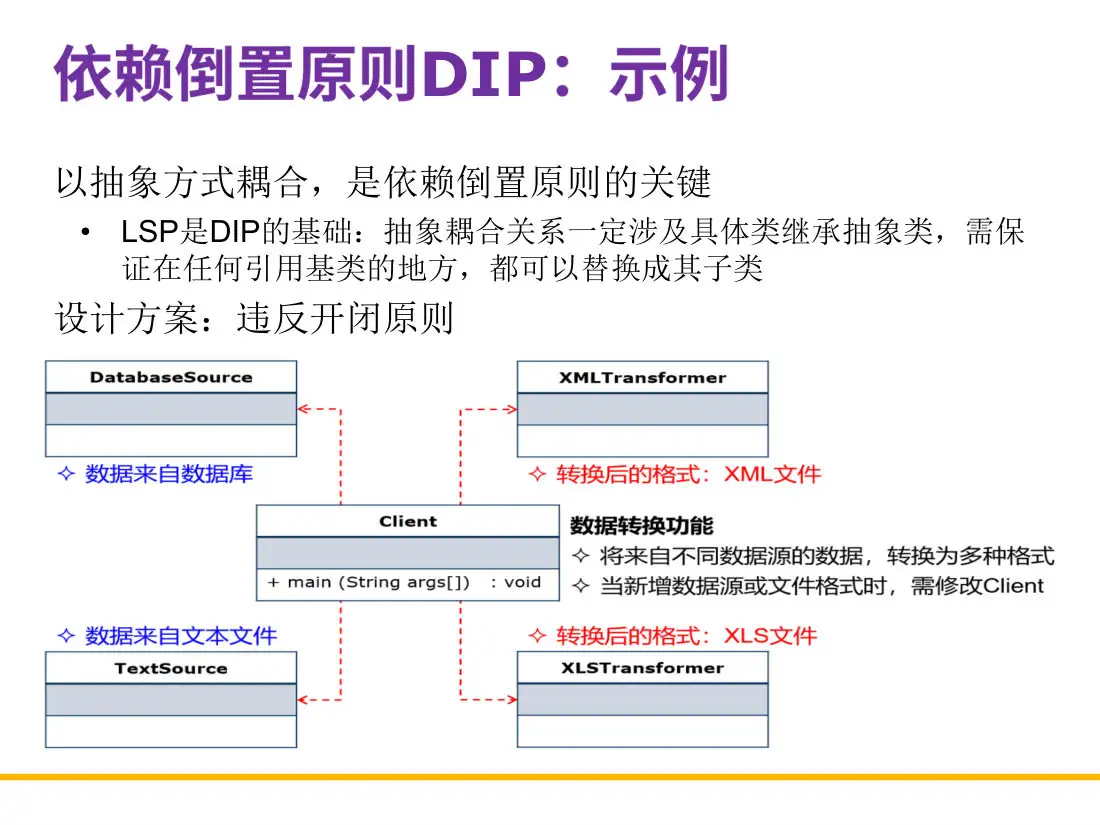 依赖倒置原则DIP：示例
以抽象方式耦合，是依赖倒置原则的关键
• LSP是DIP的基础：抽象耦合关系一定涉及具体类继承抽象类，需保
证在任何引用基类的地方，都可以替换成其子类
设计方案：违反开闭原则
DatabaseSource
XMLTransformer
✧ 数据来自数据库
✧ 转换后的格式：XML文件
Client
+ main (String args[]) : void
数据转换功能
✧ 将来自不同数据源的数据，转换为多种格式
✧ 当新增数据源或文件格式时，需修改Client
✧ 数据来自文本文件
✧ 转换后的格式：XLS文件
TextSource
XLSTransformer